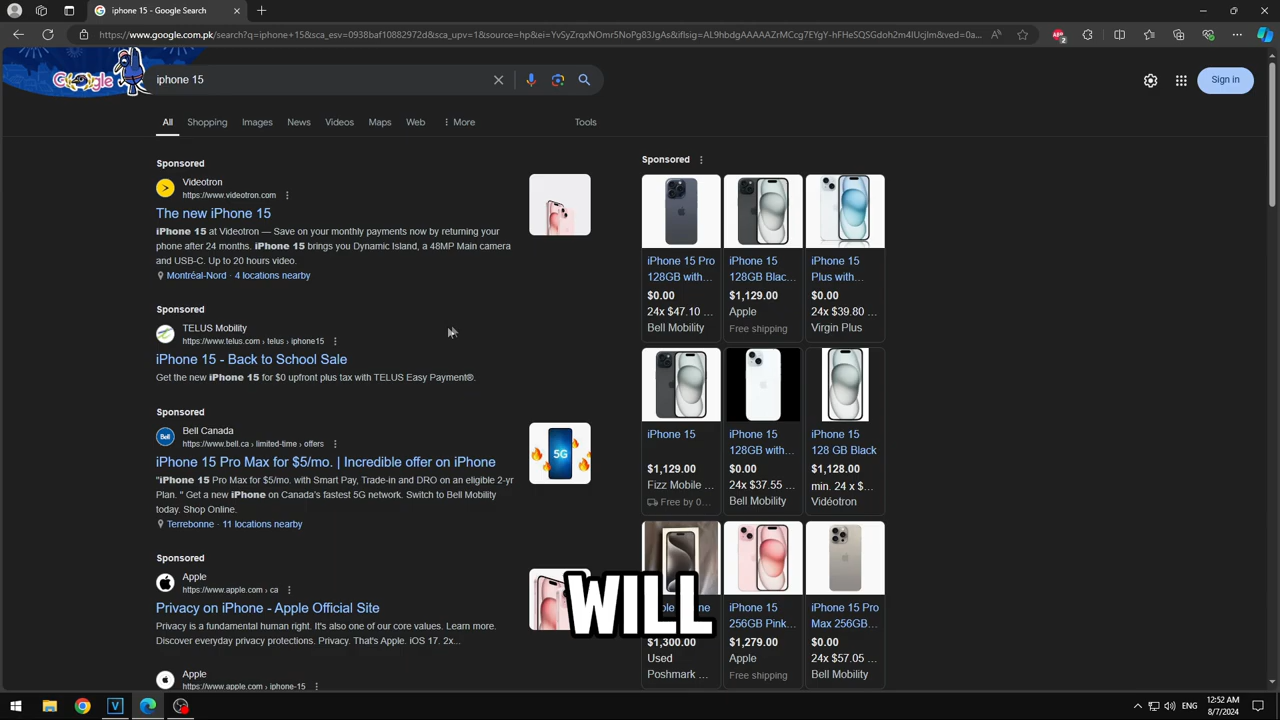 iphone 15 - Google Search
https://www.google.com.pk/search?q=iphone+15&sca_esv=0938baf10882972d&sca_upv=1&source=hp&ei=YvSyZrqxNOmr5NoPg83JgAs&iflsig=AL9hbdgAAAAAZrMCcg7EYgY-hFHeSQSGdoh2m4IUcjlm&ved=0a...
Google
iphone 15
Sign in
All Shopping Images News Videos Maps Web More Tools
Sponsored
Videotron
https://www.videotron.com
The new iPhone 15
iPhone 15 at Videotron — Save on your monthly payments now by returning your
phone after 24 months. iPhone 15 brings you Dynamic Island, a 48MP Main camera
and USB-C. Up to 20 hours video.
Montréal-Nord · 4 locations nearby
Sponsored
TELUS Mobility
https://www.telus.com › telus › iphone15
iPhone 15 - Back to School Sale
Get the new iPhone 15 for $0 upfront plus tax with TELUS Easy Payment®.
Sponsored
Bell
Bell Canada
https://www.bell.ca › limited-time › offers
iPhone 15 Pro Max for $5/mo. | Incredible offer on iPhone
"iPhone 15 Pro Max for $5/mo. with Smart Pay, Trade-in and DRO on an eligible 2-yr
Plan. " Get a new iPhone on Canada's fastest 5G network. Switch to Bell Mobility
today. Shop Online.
Terrebonne · 11 locations nearby
5G
Sponsored
Apple
https://www.apple.com › ca
Privacy on iPhone - Apple Official Site
Privacy is a fundamental human right. It's also one of our core values. Learn more.
Discover everyday privacy protections. Privacy. That's Apple. iOS 17. 2x...
Apple
https://www.apple.com › iphone-15
Sponsored
iPhone 15 Pro
128GB with...
$0.00
24x $47.10 ...
Bell Mobility
iPhone 15
128GB Blac...
$1,129.00
Apple
Free shipping
iPhone 15
Plus with...
$0.00
24x $39.80 ...
Virgin Plus
iPhone 15
$1,129.00
Fizz Mobile ...
Free by 0...
iPhone 15
128GB with...
$0.00
24x $37.55 ...
Bell Mobility
iPhone 15
128 GB Black
$1,128.00
min. 24 x $...
Vidéotron
$1,300.00
Used
Poshmark ...
iPhone 15
256GB Pink...
$1,279.00
Apple
Free shipping
iPhone 15 Pro
Max 256GB...
$0.00
24x $57.05 ...
Bell Mobility
WILL
ENG
12:52 AM
8/7/2024